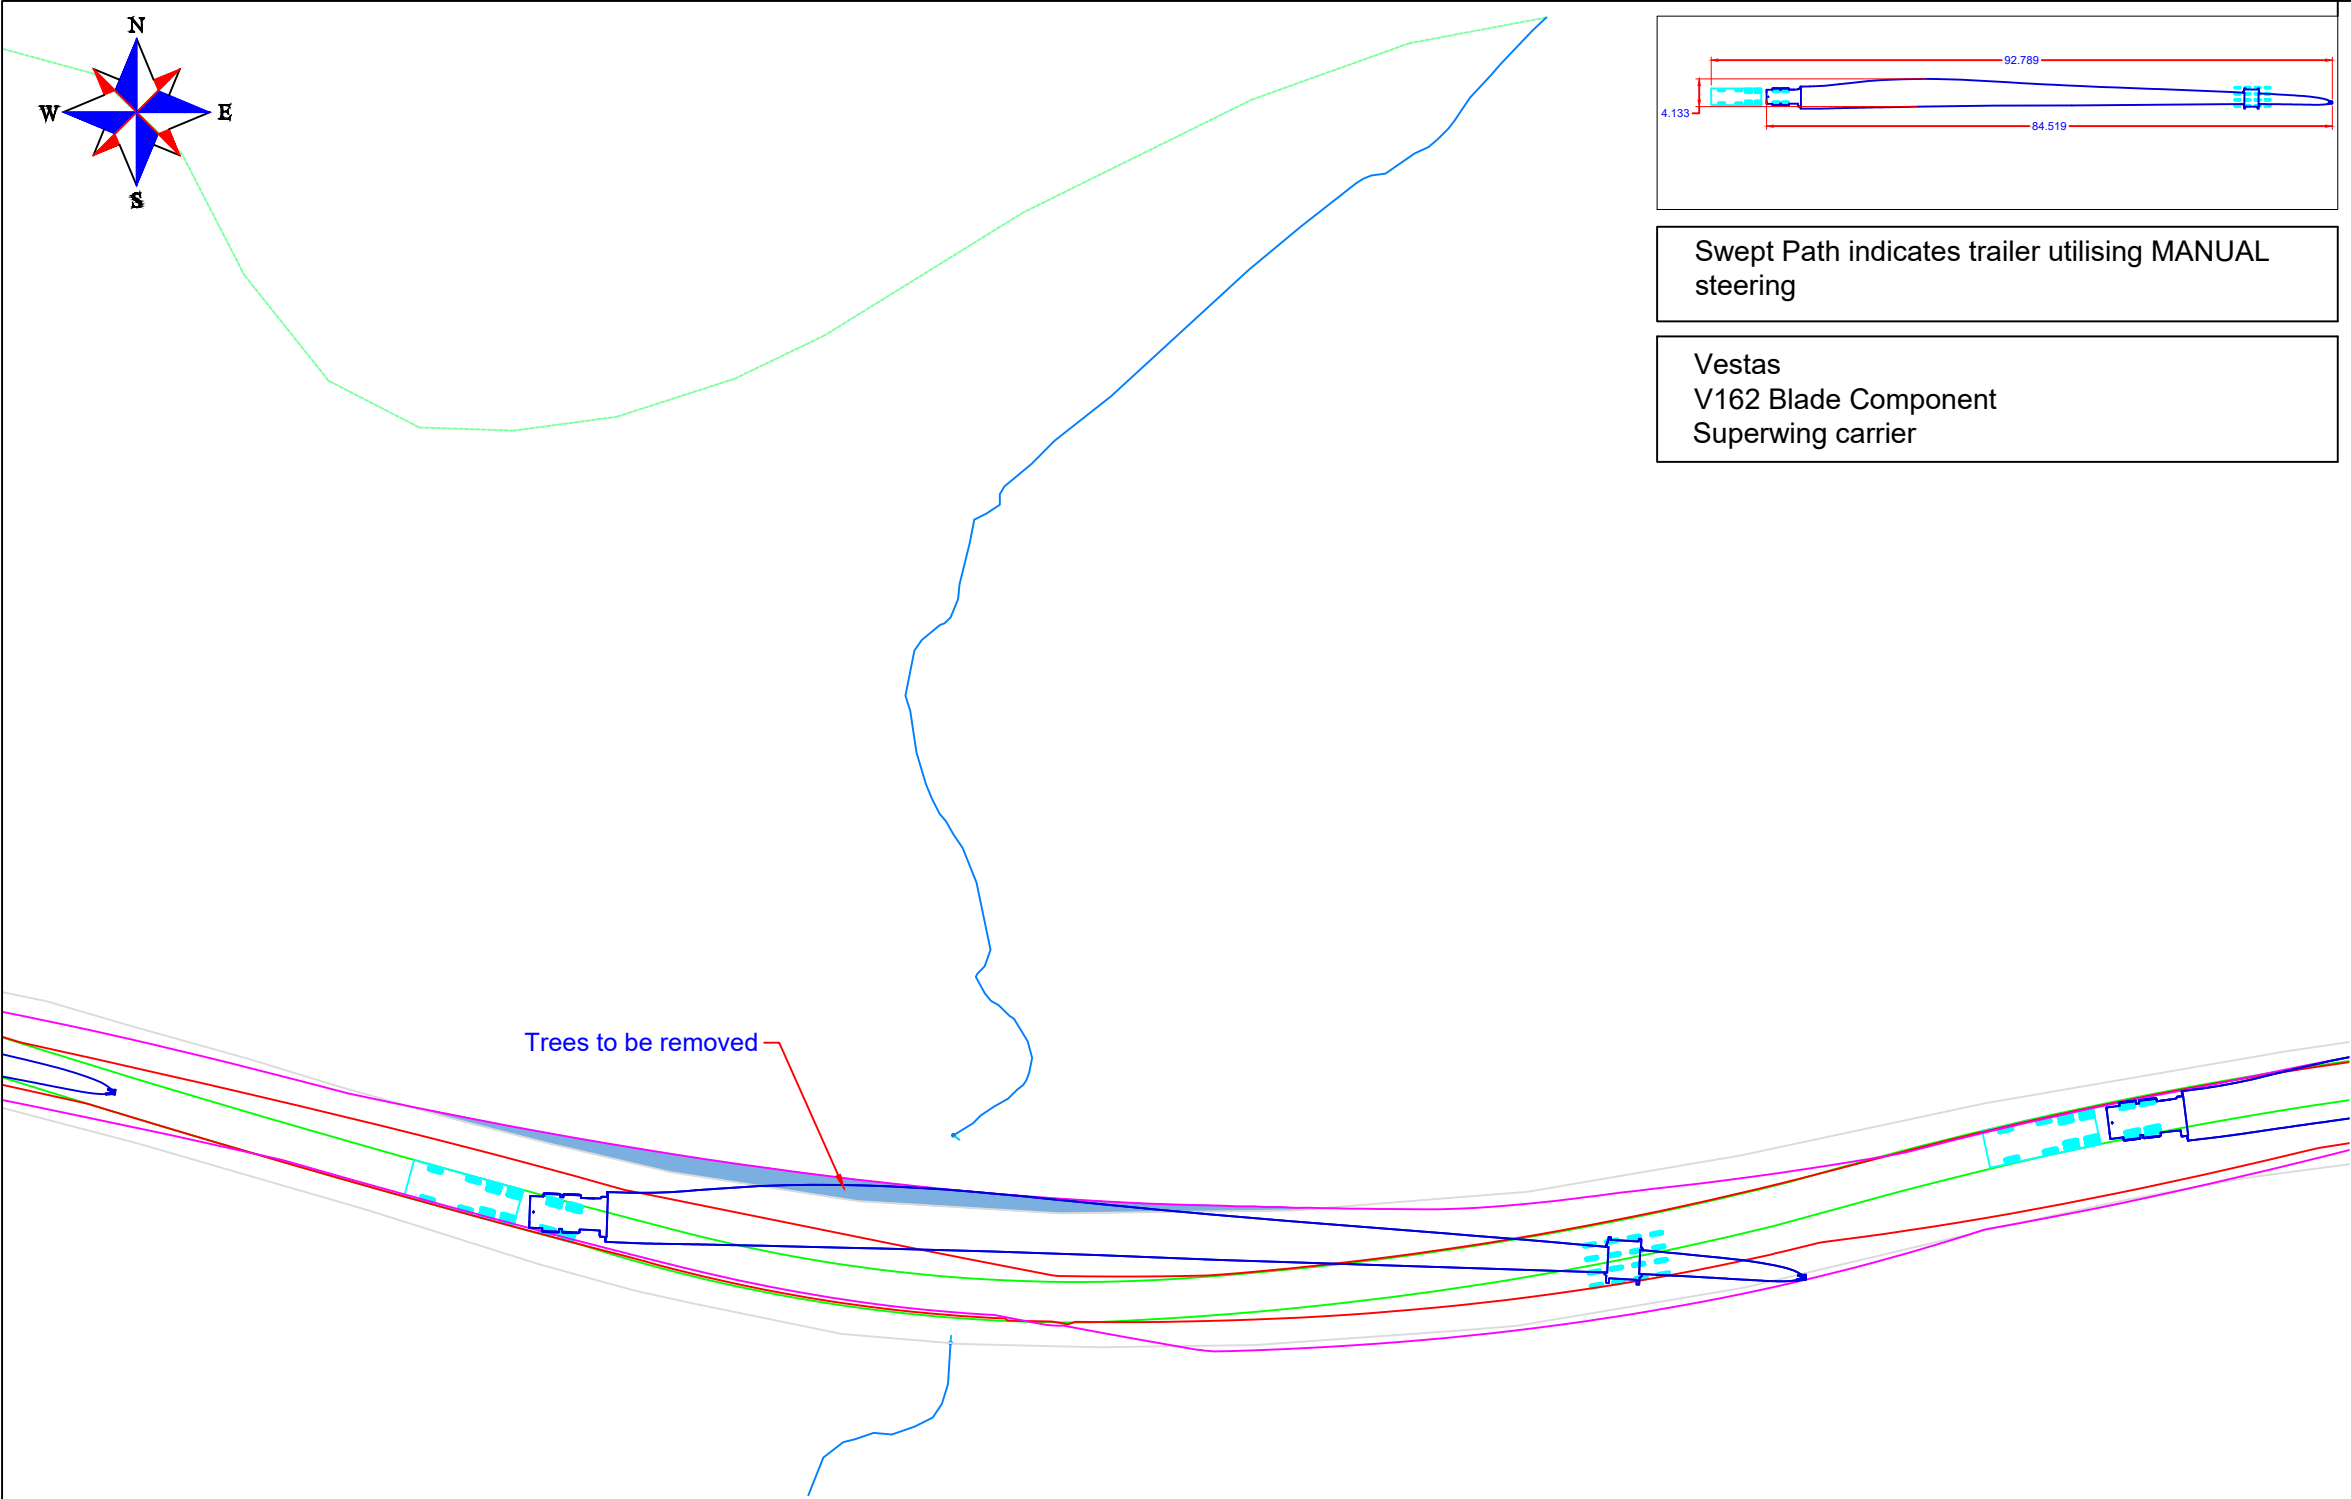 N
W
E
S
92.789
4.133
84.519
Swept Path indicates trailer utilising MANUAL
steering
Vestas
V162 Blade Component
Superwing carrier
Trees to be removed